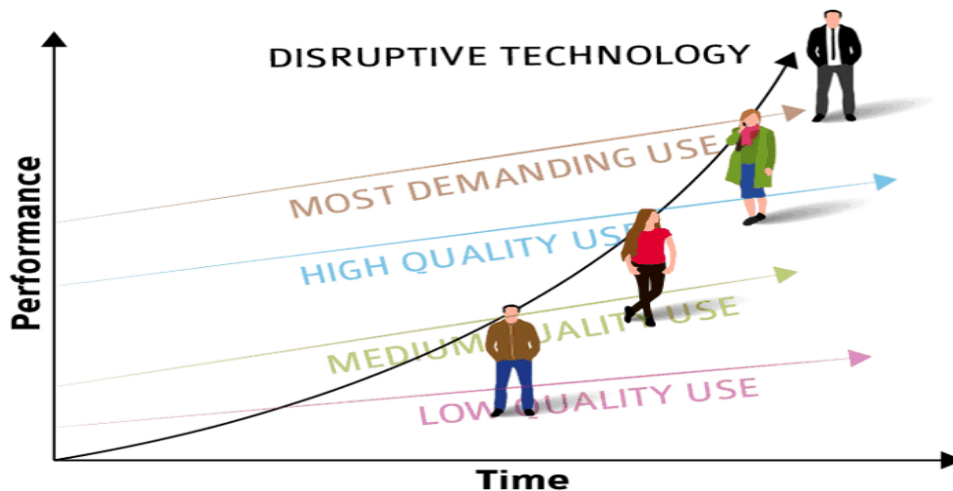 DISRUPTIVE TECHNOLOGY
MOST DEMANDING USE
HIGH QUALITY USE
MEDIUM QUALITY USE
LOW QUALITY USE
Performance
Time